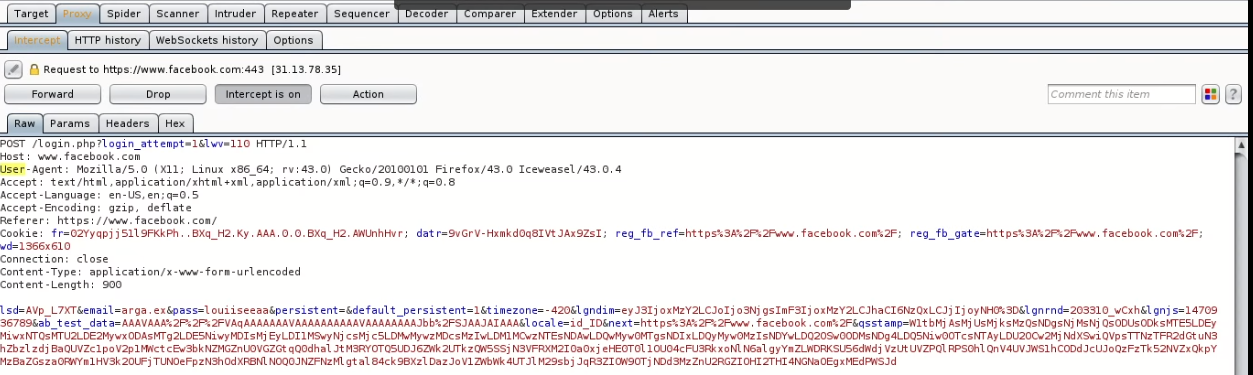 Target Proxy Spider Scanner Intruder Repeater Sequencer Decoder Comparer Extender Options Alerts
Intercept HTTP history WebSockets history Options
Request to https://www.facebook.com:443 [31.13.78.35]
Forward Drop Intercept is on Action Comment this item ?
Raw Params Headers Hex
POST /login.php?login_attempt=1&lwv=110 HTTP/1.1
Host: www.facebook.com
User-Agent: Mozilla/5.0 (X11; Linux x86_64; rv:43.0) Gecko/20100101 Firefox/43.0 Iceweasel/43.0.4
Accept: text/html,application/xhtml+xml,application/xml;q=0.9,*/*;q=0.8
Accept-Language: en-US,en;q=0.5
Accept-Encoding: gzip, deflate
Referer: https://www.facebook.com/
Cookie: fr=02Yyqpjj51l9FKkPh..BXq_H2.Ky.AAA.0.0.BXq_H2.AWUnhHvr; datr=9vGrV-Hxmkd0q8IVtJAx9ZsI; reg_fb_ref=https%3A%2F%2Fwww.facebook.com%2F; reg_fb_gate=https%3A%2F%2Fwww.facebook.com%2F;
wd=1366x610
Connection: close
Content-Type: application/x-www-form-urlencoded
Content-Length: 900
lsd=AVp_L7XT&email=arga.ex&pass=louiiseeaa&persistent=&default_persistent=1&timezone=-420&lgndim=eyJ3IjoxMzY2LCJoIjo3NjgsImF3IjoxMzY2LCJhaCI6NzQxLCJjIjoyNH0%3D&lgnrnd=203310_wCxh&lgnjs=14709
36789&ab_test_data=&locale=id_ID&next=https%3A%2F%2Fwww.facebook.com%2F&qsstamp=